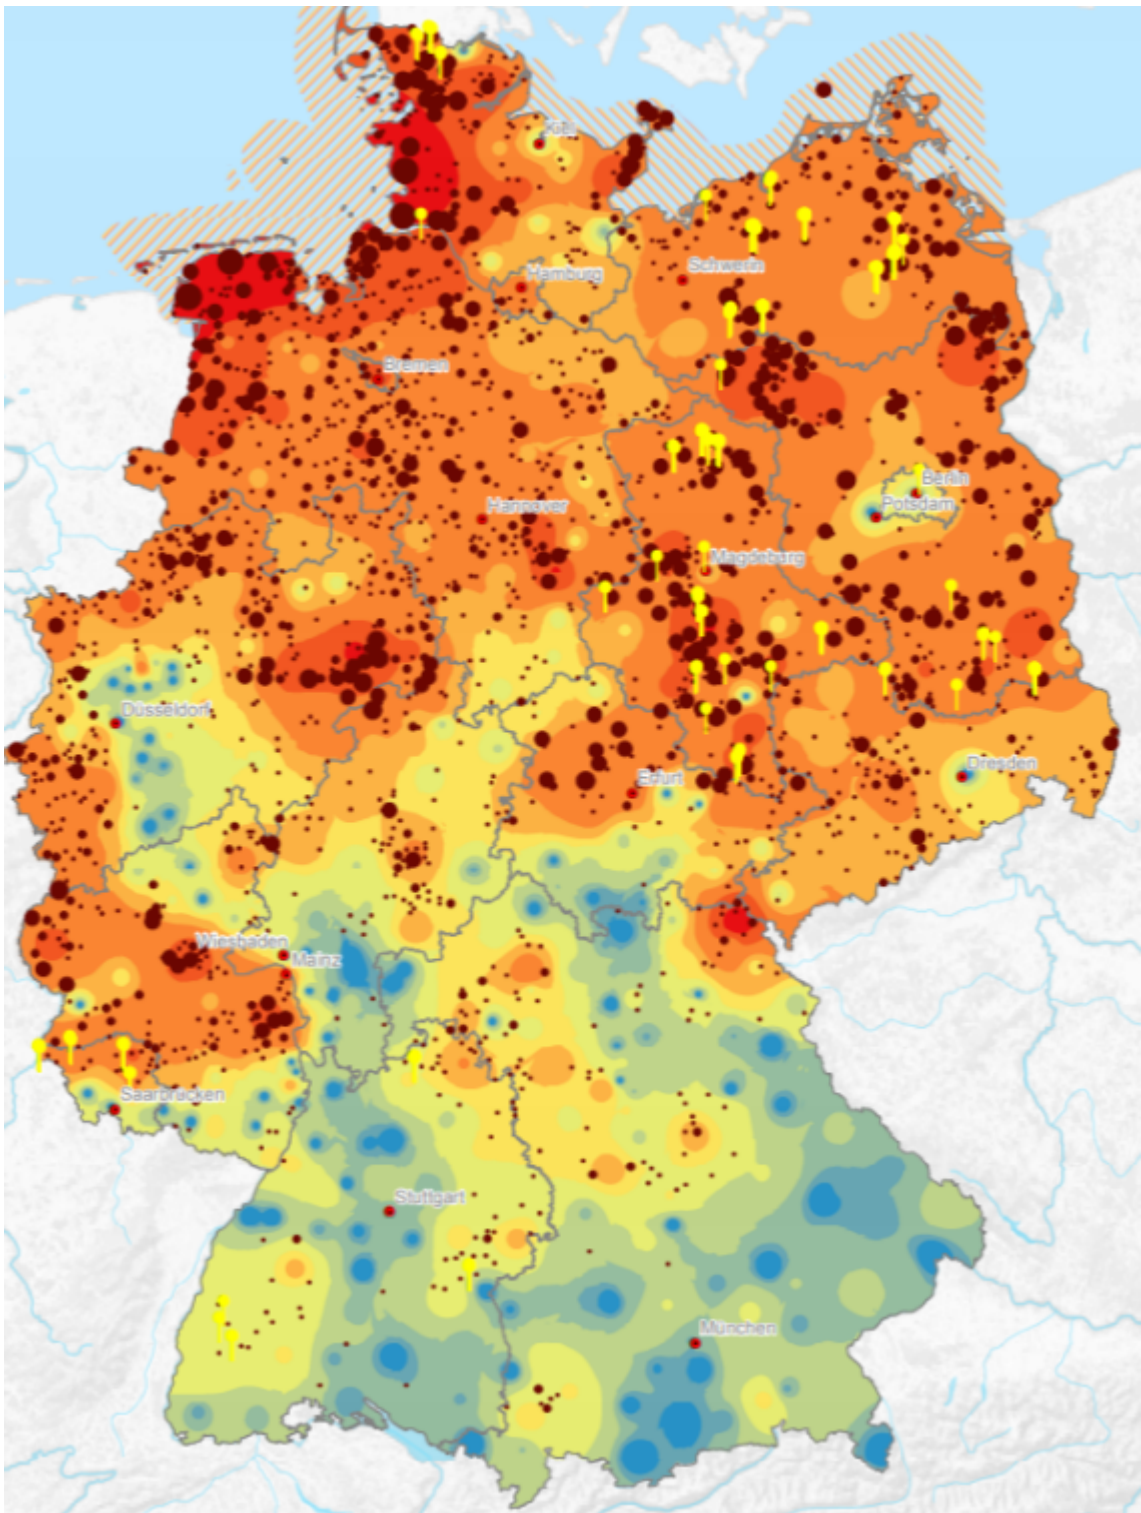 Kiel
Schwerin
Hamburg
Bremen
Berlin
Potsdam
Hannover
Magdeburg
Düsseldorf
Dresden
Erfurt
Wiesbaden
Mainz
Saarbrücken
Stuttgart
München